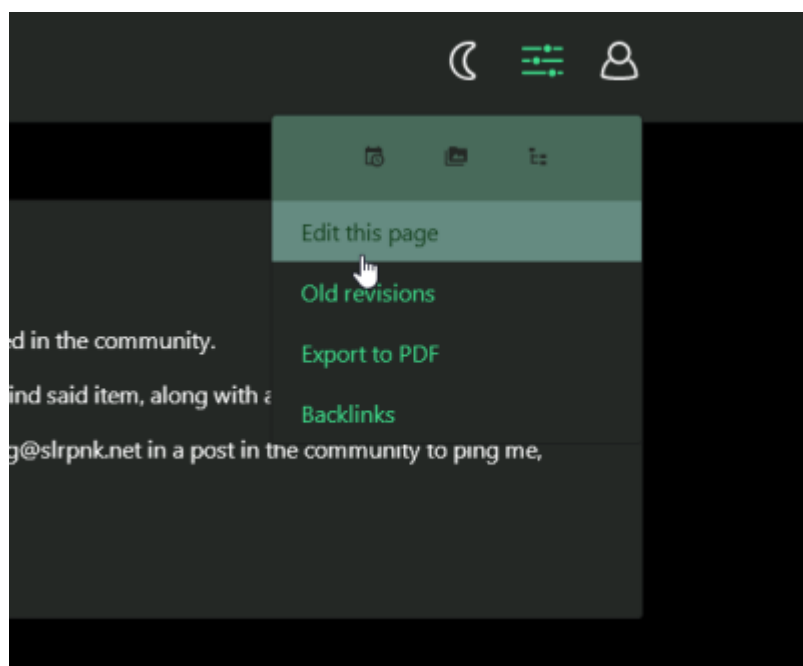 Edit this page
Old revisions
ed in the community.
Export to PDF
ind said item, along with a
Backlinks
g@slrpnk.net in a post in the community to ping me,